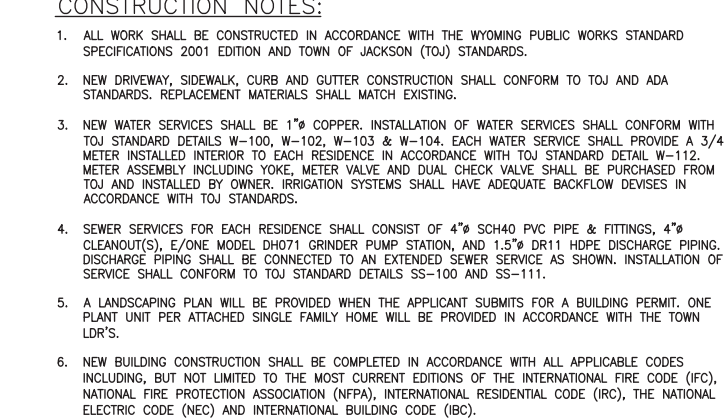 CONSTRUCTION NOTES:
1. ALL WORK SHALL BE CONSTRUCTED IN ACCORDANCE WITH THE WYOMING PUBLIC WORKS STANDARD
SPECIFICATIONS 2001 EDITION AND TOWN OF JACKSON (TOJ) STANDARDS.
2. NEW DRIVEWAY, SIDEWALK, CURB AND GUTTER CONSTRUCTION SHALL CONFORM TO TOJ AND ADA
STANDARDS. REPLACEMENT MATERIALS SHALL MATCH EXISTING.
3. NEW WATER SERVICES SHALL BE 1"ø COPPER. INSTALLATION OF WATER SERVICES SHALL CONFORM WITH
TOJ STANDARD DETAILS W-100, W-102, W-103 & W-104. EACH WATER SERVICE SHALL PROVIDE A 3/4
METER INSTALLED INTERIOR TO EACH RESIDENCE IN ACCORDANCE WITH TOJ STANDARD DETAIL W-112.
METER ASSEMBLY INCLUDING YOKE, METER VALVE AND DUAL CHECK VALVE SHALL BE PURCHASED FROM
TOJ AND INSTALLED BY OWNER. IRRIGATION SYSTEMS SHALL HAVE ADEQUATE BACKFLOW DEVISES IN
ACCORDANCE WITH TOJ STANDARDS.
4. SEWER SERVICES FOR EACH RESIDENCE SHALL CONSIST OF 4"ø SCH40 PVC PIPE & FITTINGS, 4"ø
CLEANOUT(S), E/ONE MODEL DH071 GRINDER PUMP STATION, AND 1.5"ø DR11 HDPE DISCHARGE PIPING.
DISCHARGE PIPING SHALL BE CONNECTED TO AN EXTENDED SEWER SERVICE AS SHOWN. INSTALLATION OF
SERVICE SHALL CONFORM TO TOJ STANDARD DETAILS SS-100 AND SS-111.
5. A LANDSCAPING PLAN WILL BE PROVIDED WHEN THE APPLICANT SUBMITS FOR A BUILDING PERMIT. ONE
PLANT UNIT PER ATTACHED SINGLE FAMILY HOME WILL BE PROVIDED IN ACCORDANCE WITH THE TOWN
LDR'S.
6. NEW BUILDING CONSTRUCTION SHALL BE COMPLETED IN ACCORDANCE WITH ALL APPLICABLE CODES
INCLUDING, BUT NOT LIMITED TO THE MOST CURRENT EDITIONS OF THE INTERNATIONAL FIRE CODE (IFC),
NATIONAL FIRE PROTECTION ASSOCIATION (NFPA), INTERNATIONAL RESIDENTIAL CODE (IRC), THE NATIONAL
ELECTRIC CODE (NEC) AND INTERNATIONAL BUILDING CODE (IBC).